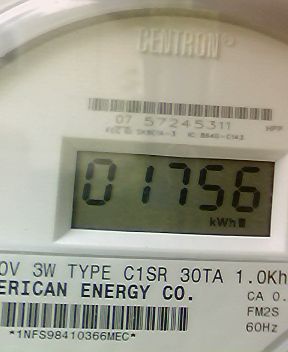 CENTRON®
07 57245311
HPP
01756
kWh
0V 3W TYPE C1SR 30TA 1.0Kh
ERICAN ENERGY CO.
CA 0.
FM2S
*1NFS98410366MEC*
60Hz